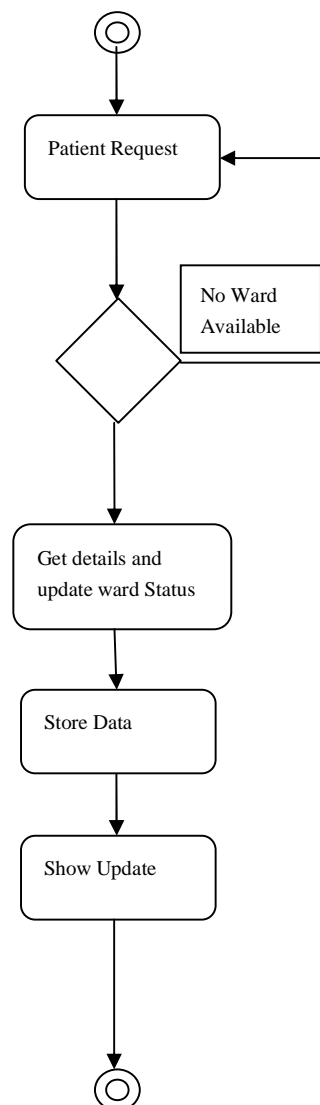 Patient Request
No Ward
Available
Get details and
update ward Status
Store Data
Show Update